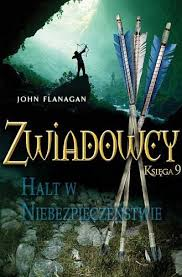 JOHN FLANAGAN
ZWIADOWCY
KSIĘGA 9
HALT W
NIEBEZPIECZEŃSTWIE